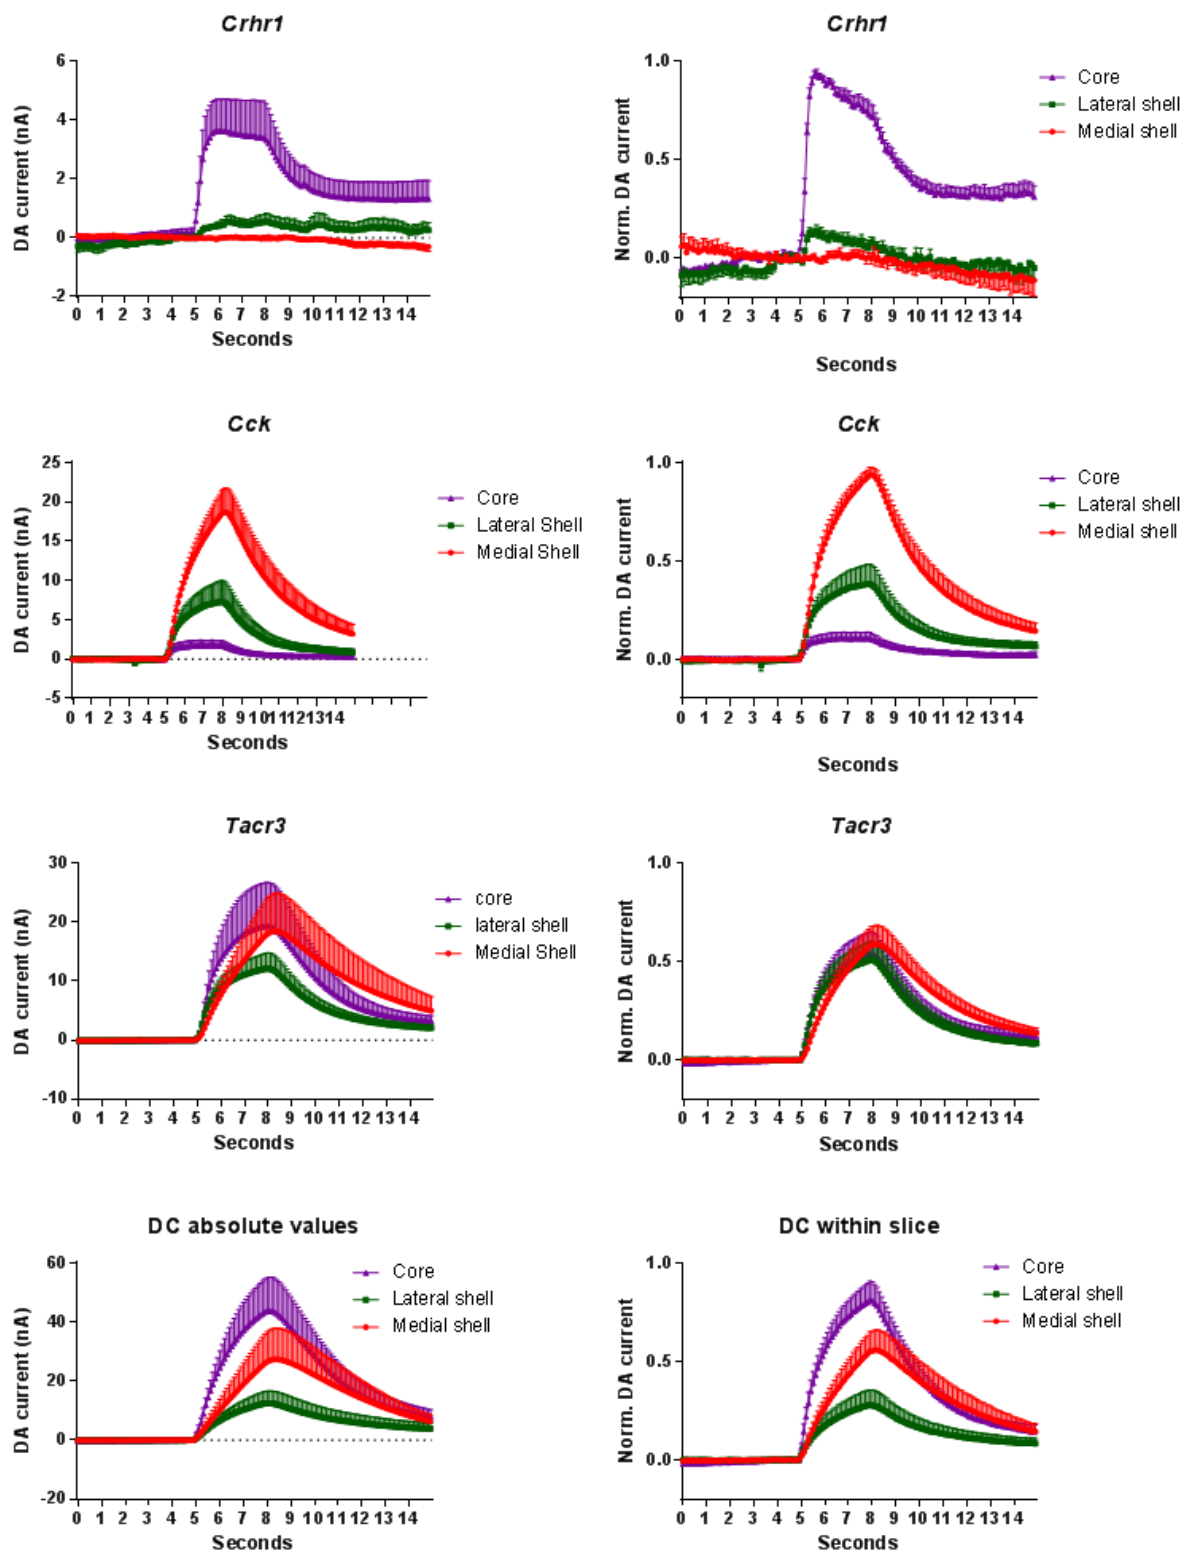 Crhr1
DA current (nA)
6
4
2
0
-2
0 1 2 3 4 5 6 7 8 9 10 11 12 13 14
Seconds
Crhr1
Norm. DA current
1.0
0.5
0.0
0 1 2 3 4 5 6 7 8 9 10 11 12 13 14
Seconds
Core
Lateral shell
Medial shell
Cck
DA current (nA)
25
20
15
10
5
0
-5
0 1 2 3 4 5 6 7 8 9 10 11 12 13 14
Seconds
Core
Lateral Shell
Medial Shell
Cck
Norm. DA current
1.0
0.5
0.0
0 1 2 3 4 5 6 7 8 9 10 11 12 13 14
Seconds
Core
Lateral shell
Medial shell
Tacr3
DA current (nA)
30
20
10
0
-10
0 1 2 3 4 5 6 7 8 9 10 11 12 13 14
Seconds
core
lateral shell
Medial Shell
Tacr3
Norm. DA current
1.0
0.5
0.0
0 1 2 3 4 5 6 7 8 9 10 11 12 13 14
Seconds
Core
Lateral shell
Medial shell
DC absolute values
DA current (nA)
60
40
20
0
-20
0 1 2 3 4 5 6 7 8 9 10 11 12 13 14
Seconds
Core
Lateral shell
Medial shell
DC within slice
Norm. DA current
1.0
0.5
0.0
0 1 2 3 4 5 6 7 8 9 10 11 12 13 14
Seconds
Core
Lateral shell
Medial shell